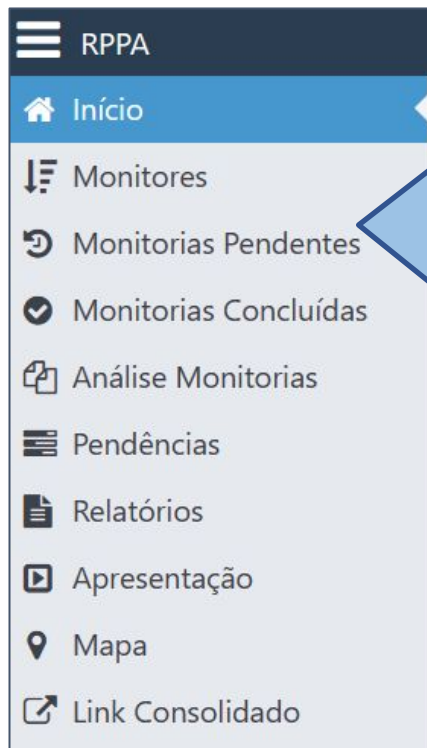 RPPA
Início
Monitores
Monitorias Pendentes
Monitorias Concluídas
Análise Monitorias
Pendências
Relatórios
Apresentação
Mapa
Link Consolidado